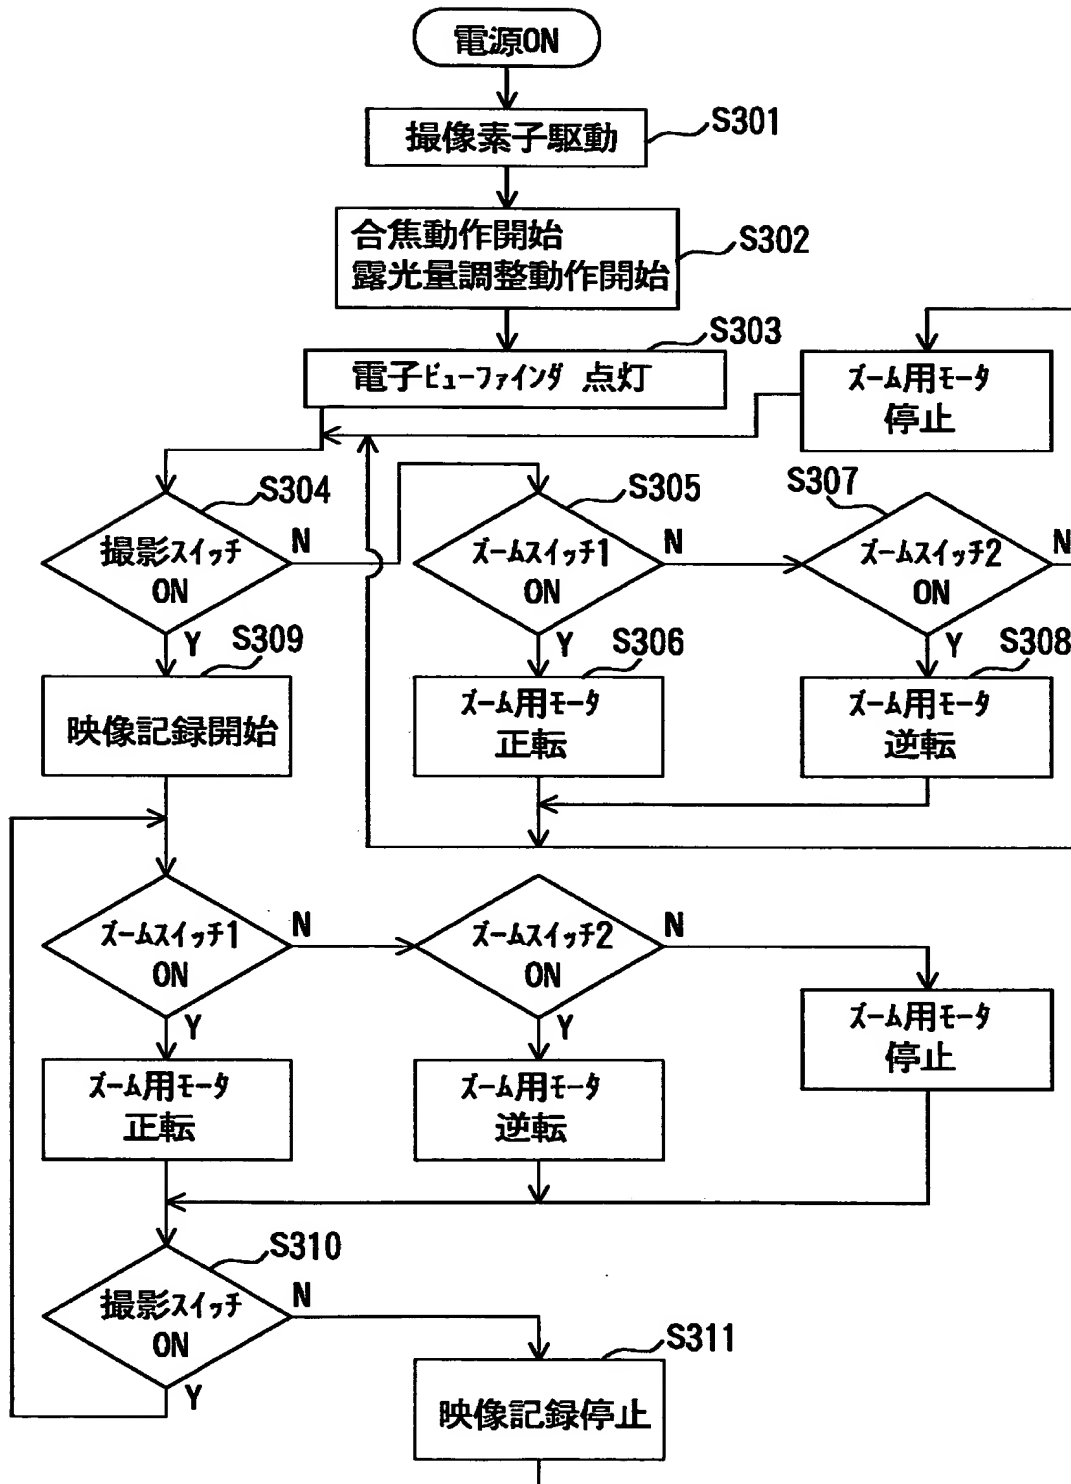 電源ON
撮像素子駆動
S301
合焦動作開始
露光量調整動作開始
S302
電子ﾋﾞｭｰﾌｧｲﾝﾀﾞ 点灯
S303
ｽﾞｰﾑ用ﾓｰﾀ
停止
撮影ｽｲｯﾁ
ON
S304
N
Y
ｽﾞｰﾑｽｲｯﾁ1
ON
S305
N
Y
ｽﾞｰﾑｽｲｯﾁ2
ON
S307
N
Y
映像記録開始
S309
ｽﾞｰﾑ用ﾓｰﾀ
正転
S306
ｽﾞｰﾑ用ﾓｰﾀ
逆転
S308
ｽﾞｰﾑｽｲｯﾁ1
ON
N
Y
ｽﾞｰﾑｽｲｯﾁ2
ON
N
Y
ｽﾞｰﾑ用ﾓｰﾀ
停止
ｽﾞｰﾑ用ﾓｰﾀ
正転
ｽﾞｰﾑ用ﾓｰﾀ
逆転
撮影ｽｲｯﾁ
ON
S310
N
Y
映像記録停止
S311